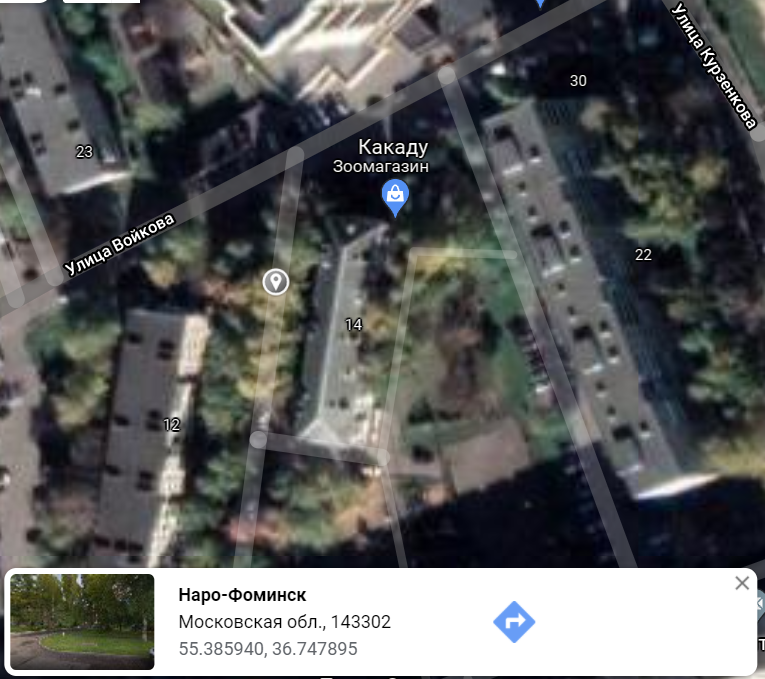 Улица Курзенкова
30
Какаду
Зоомагазин
23
Улица Войкова
22
14
12
Наро-Фоминск
Московская обл., 143302
55.385940, 36.747895